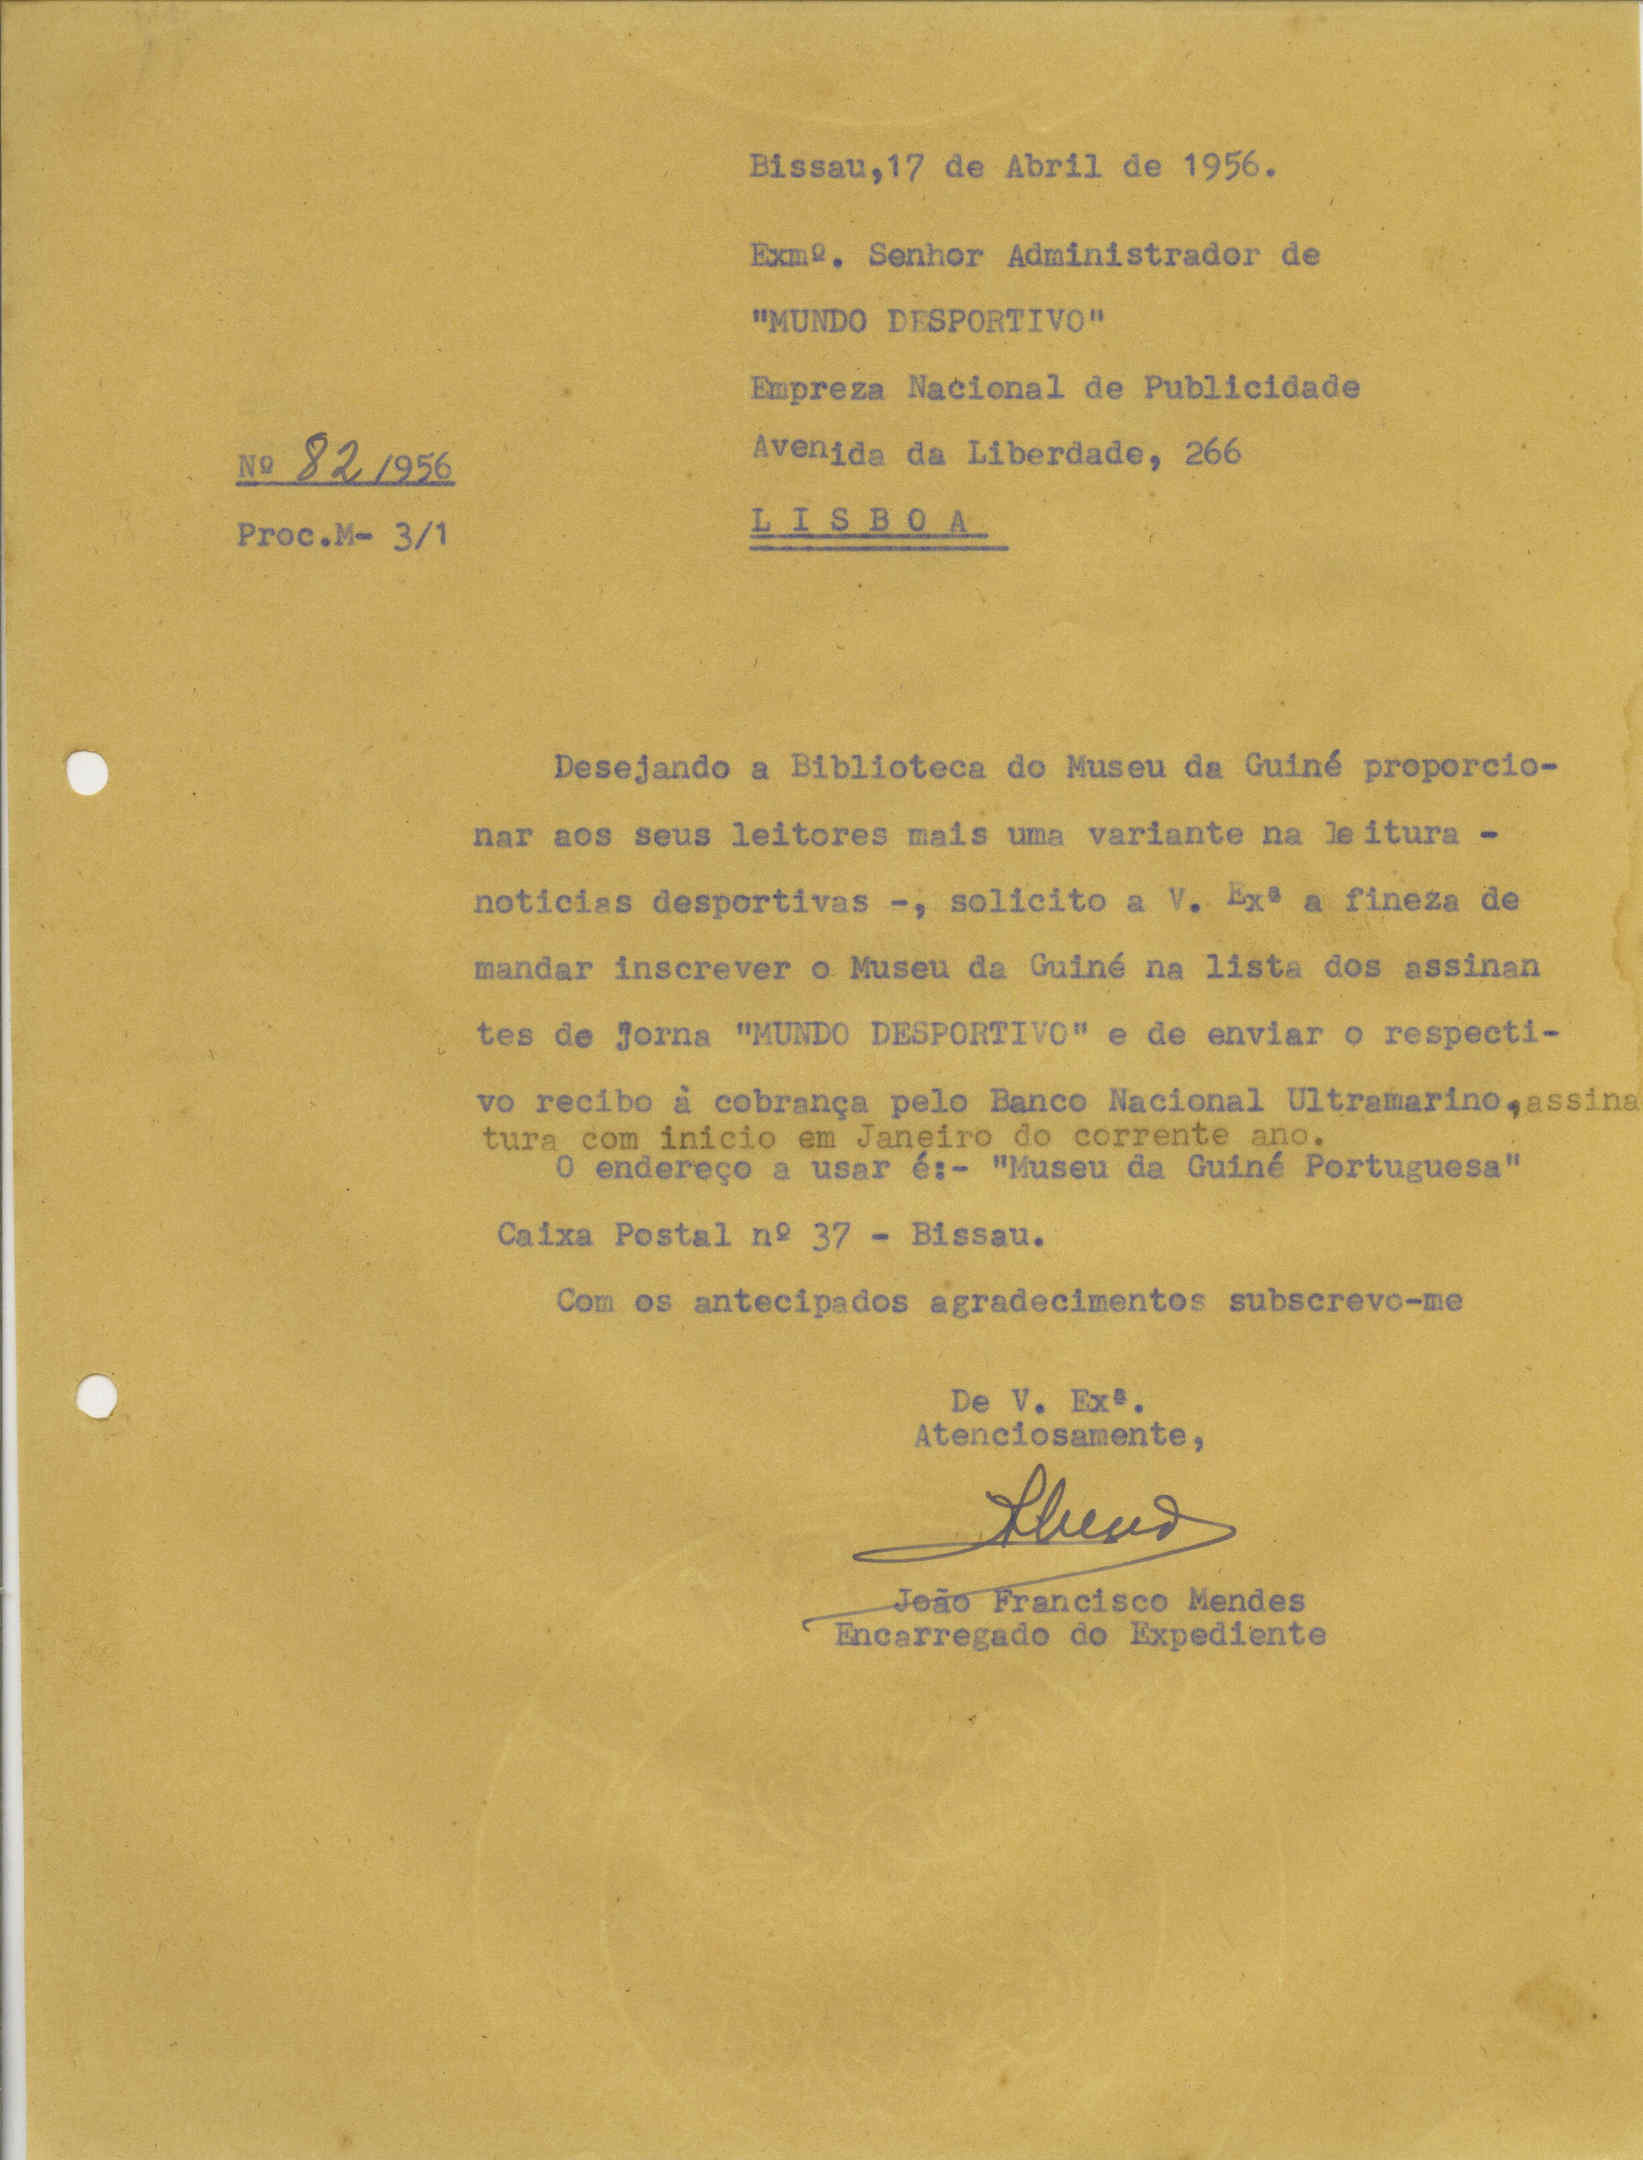 Bissau,17 de Abril de 1956.
Exmº. Senhor Administrador de
"MUNDO DESPORTIVO"
Empreza Nacional de Publicidade
Avenida da Liberdade, 266
L I S B O A
Nº 82/1956
Proc.M- 3/1
Desejando a Biblioteca do Museu da Guiné proporcio-
nar aos seus leitores mais uma variante na leitura -
noticias desportivas -, solicito a V. Exª a fineza de
mandar inscrever o Museu da Guiné na lista dos assinan
tes de Jorna "MUNDO DESPORTIVO" e de enviar o respecti-
vo recibo à cobrança pelo Banco Nacional Ultramarino,assina
tura com inicio em Janeiro do corrente ano.
O endereço a usar é:- "Museu da Guiné Portuguesa"
Caixa Postal nº 37 - Bissau.
Com os antecipados agradecimentos subscrevo-me
De V. Exª.
Atenciosamente,
João Francisco Mendes
Encarregado do Expediente